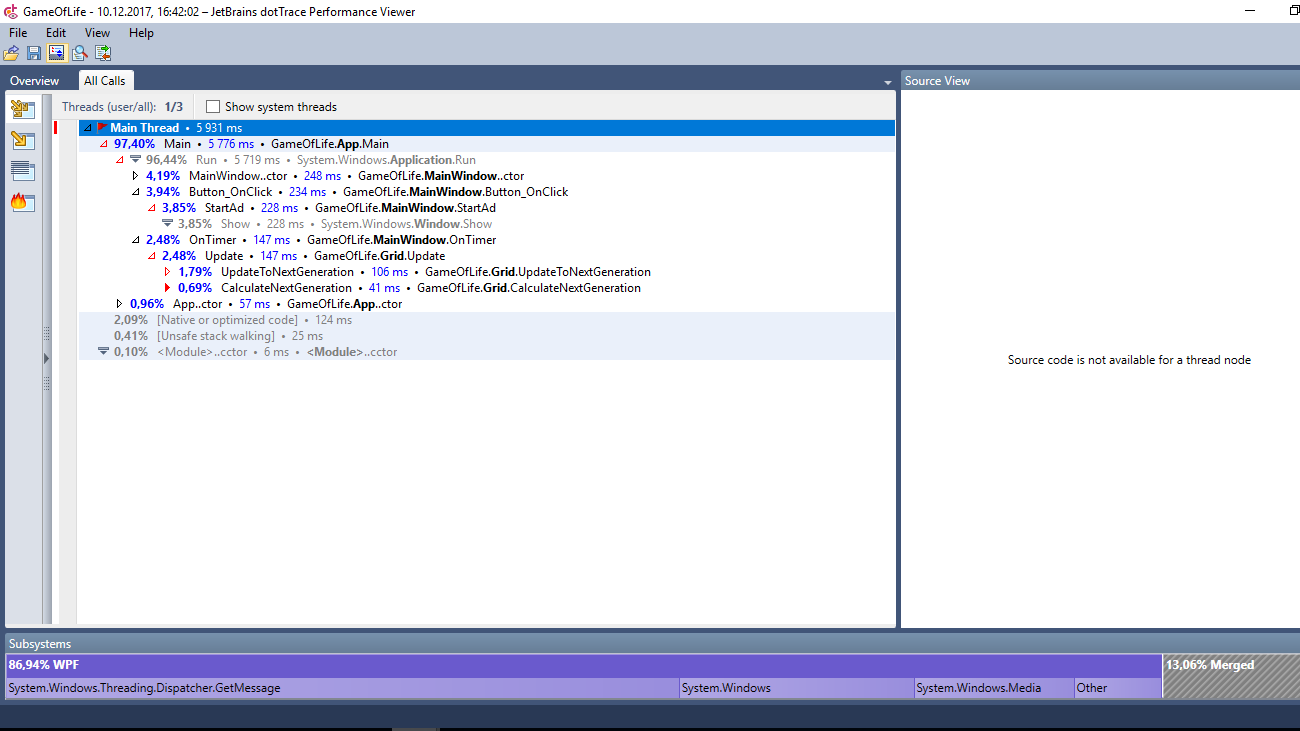 GameOfLife - 10.12.2017, 16:42:02 – JetBrains dotTrace Performance Viewer
File Edit View Help
Overview All Calls
Source View
Threads (user/all): 1/3 Show system threads
Main Thread • 5 931 ms
97,40% Main • 5 776 ms • GameOfLife.App.Main
96,44% Run • 5 719 ms • System.Windows.Application.Run
4,19% MainWindow..ctor • 248 ms • GameOfLife.MainWindow..ctor
3,94% Button_OnClick • 234 ms • GameOfLife.MainWindow.Button_OnClick
3,85% StartAd • 228 ms • GameOfLife.MainWindow.StartAd
3,85% Show • 228 ms • System.Windows.Window.Show
2,48% OnTimer • 147 ms • GameOfLife.MainWindow.OnTimer
2,48% Update • 147 ms • GameOfLife.Grid.Update
1,79% UpdateToNextGeneration • 106 ms • GameOfLife.Grid.UpdateToNextGeneration
0,69% CalculateNextGeneration • 41 ms • GameOfLife.Grid.CalculateNextGeneration
0,96% App..ctor • 57 ms • GameOfLife.App..ctor
2,09% [Native or optimized code] • 124 ms
0,41% [Unsafe stack walking] • 25 ms
0,10% <Module>..cctor • 6 ms • <Module>..cctor
Source code is not available for a thread node
Subsystems
86,94% WPF 13,06% Merged
System.Windows.Threading.Dispatcher.GetMessage System.Windows System.Windows.Media Other